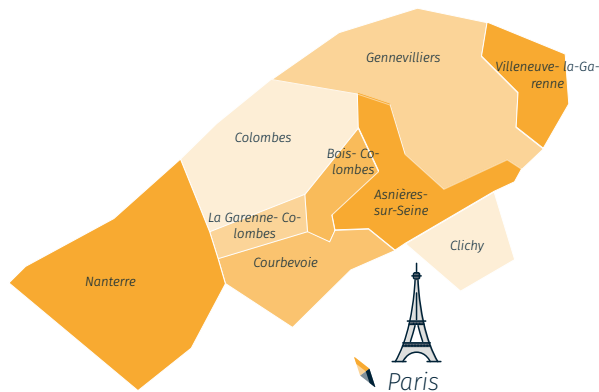 Gennevilliers
Villeneuve- la-Ga-
renne
Colombes
Bois- Co-
lombes
Asnières-
sur-Seine
La Garenne- Co-
lombes
Clichy
Courbevoie
Nanterre
Paris